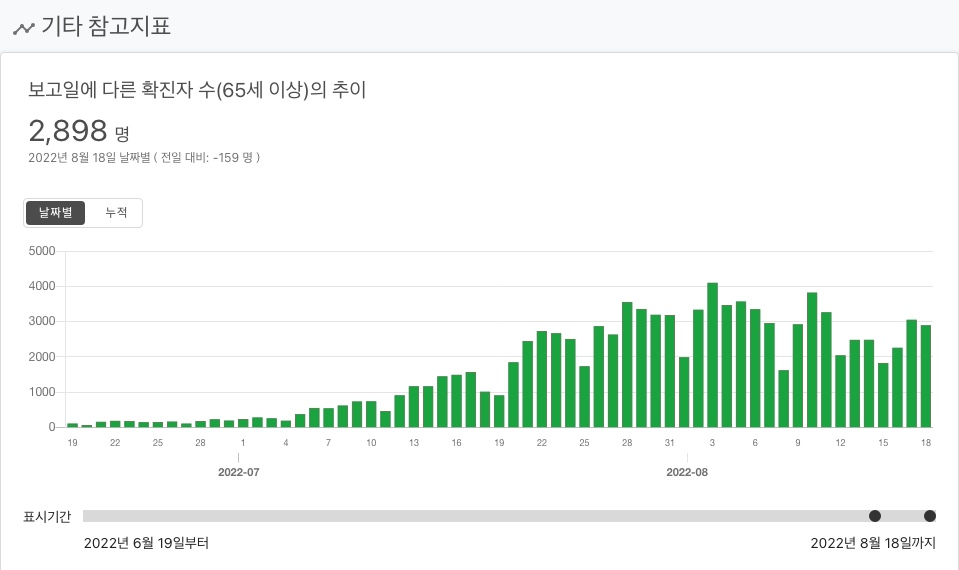 기타 참고지표
보고일에 다른 확진자 수(65세 이상)의 추이
2,898 명
2022년 8월 18일 날짜별 ( 전일 대비: -159 명 )
날짜별 누적
5000
4000
3000
2000
1000
0
19 22 25 28 1 4 7 10 13 16 19 22 25 28 31 3 6 9 12 15 18
2022-07 2022-08
표시기간
2022년 6월 19일부터 2022년 8월 18일까지